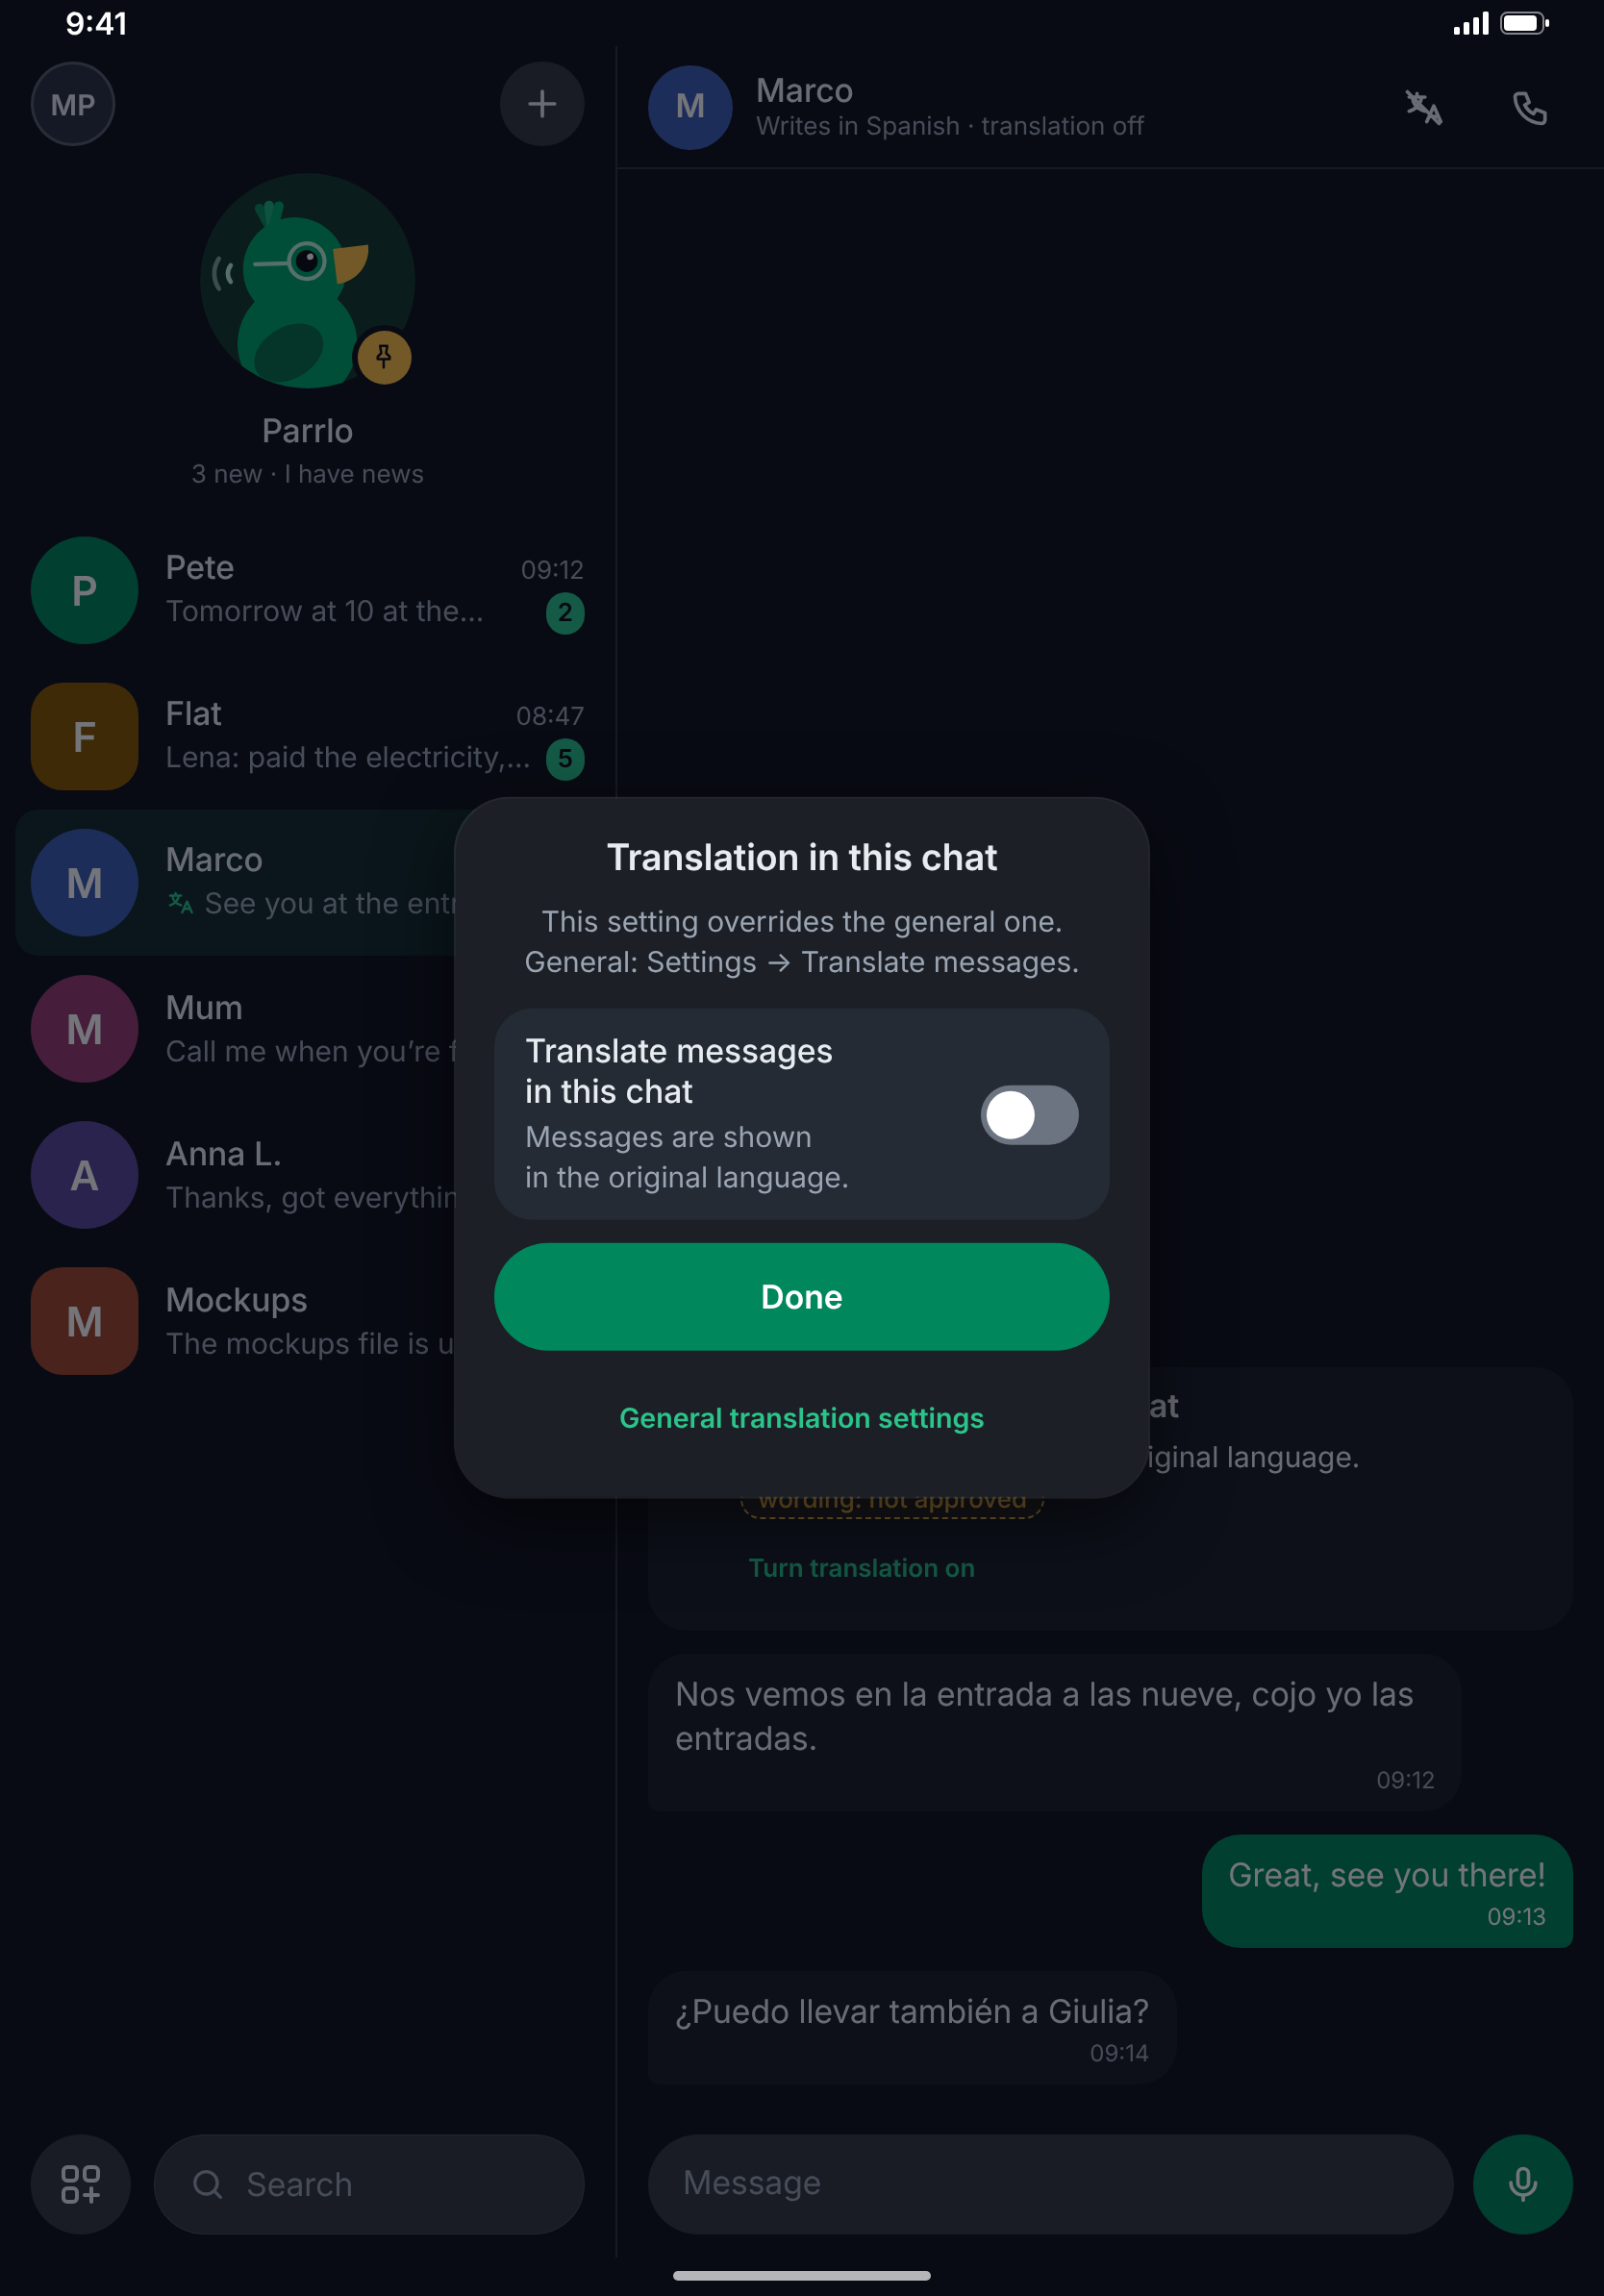 9:41
MP
M
Marco
Writes in Spanish · translation off
Parrlo
3 new · I have news
P
Pete
09:12
Tomorrow at 10 at the...
2
F
Flat
08:47
Lena: paid the electricity,...
5
M
Marco
See you at the entr
M
Mum
Call me when you're f
A
Anna L.
Thanks, got everythin
M
Mockups
The mockups file is u
Translation in this chat
This setting overrides the general one.
General: Settings → Translate messages.
Translate messages
in this chat
Messages are shown
in the original language.
Done
General translation settings
at
iginal language.
wording: not approved
Turn translation on
Nos vemos en la entrada a las nueve, cojo yo las
entradas.
09:12
Great, see you there!
09:13
¿Puedo llevar también a Giulia?
09:14
Search
Message